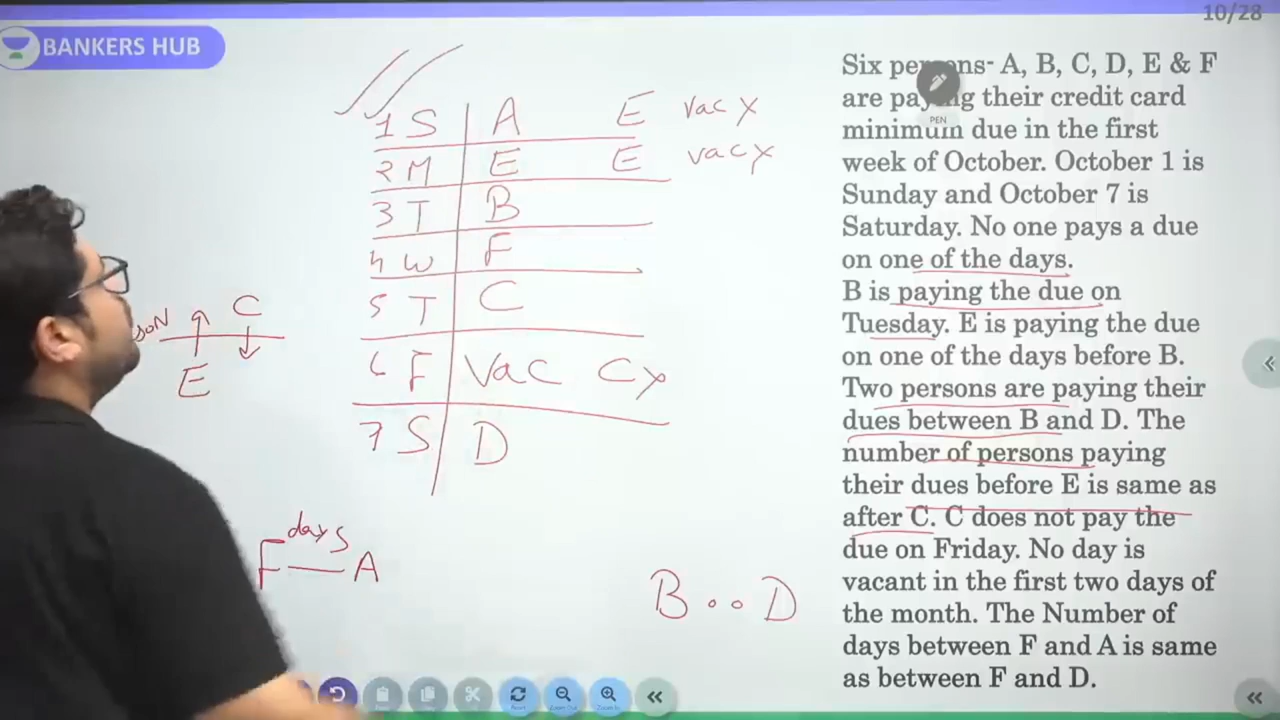 10/28
BANKERS HUB
1 S A E vac x
2 M E E vac x
3 T B
4 W F
5 T C
6 F Vac C x
7 S D
C
E
days
F — A
B o o D
PEN
Six persons- A, B, C, D, E & F
are paying their credit card
minimum due in the first
week of October. October 1 is
Sunday and October 7 is
Saturday. No one pays a due
on one of the days.
B is paying the due on
Tuesday. E is paying the due
on one of the days before B.
Two persons are paying their
dues between B and D. The
number of persons paying
their dues before E is same as
after C. C does not pay the
due on Friday. No day is
vacant in the first two days of
the month. The Number of
days between F and A is same
as between F and D.